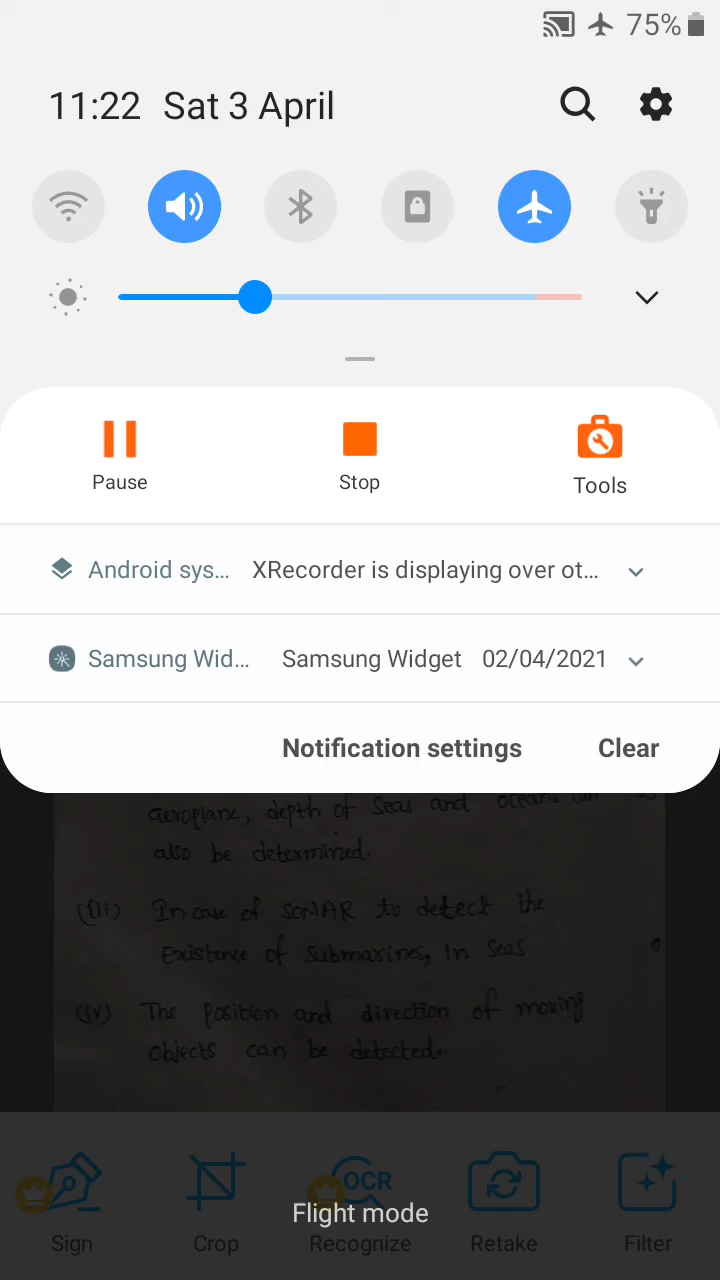 75%
11:22 Sat 3 April
Pause Stop Tools
Android sys... XRecorder is displaying over ot...
Samsung Wid... Samsung Widget 02/04/2021
Notification settings Clear
aeroplane, depth of Seas and oceans can
also be determined.
(iii) In case of SONAR to detect the
Existence of Submarines, in Seas
(iv) The Position and direction of moving
objects can be detected.
OCR
Flight mode
Sign Crop Recognize Retake Filter